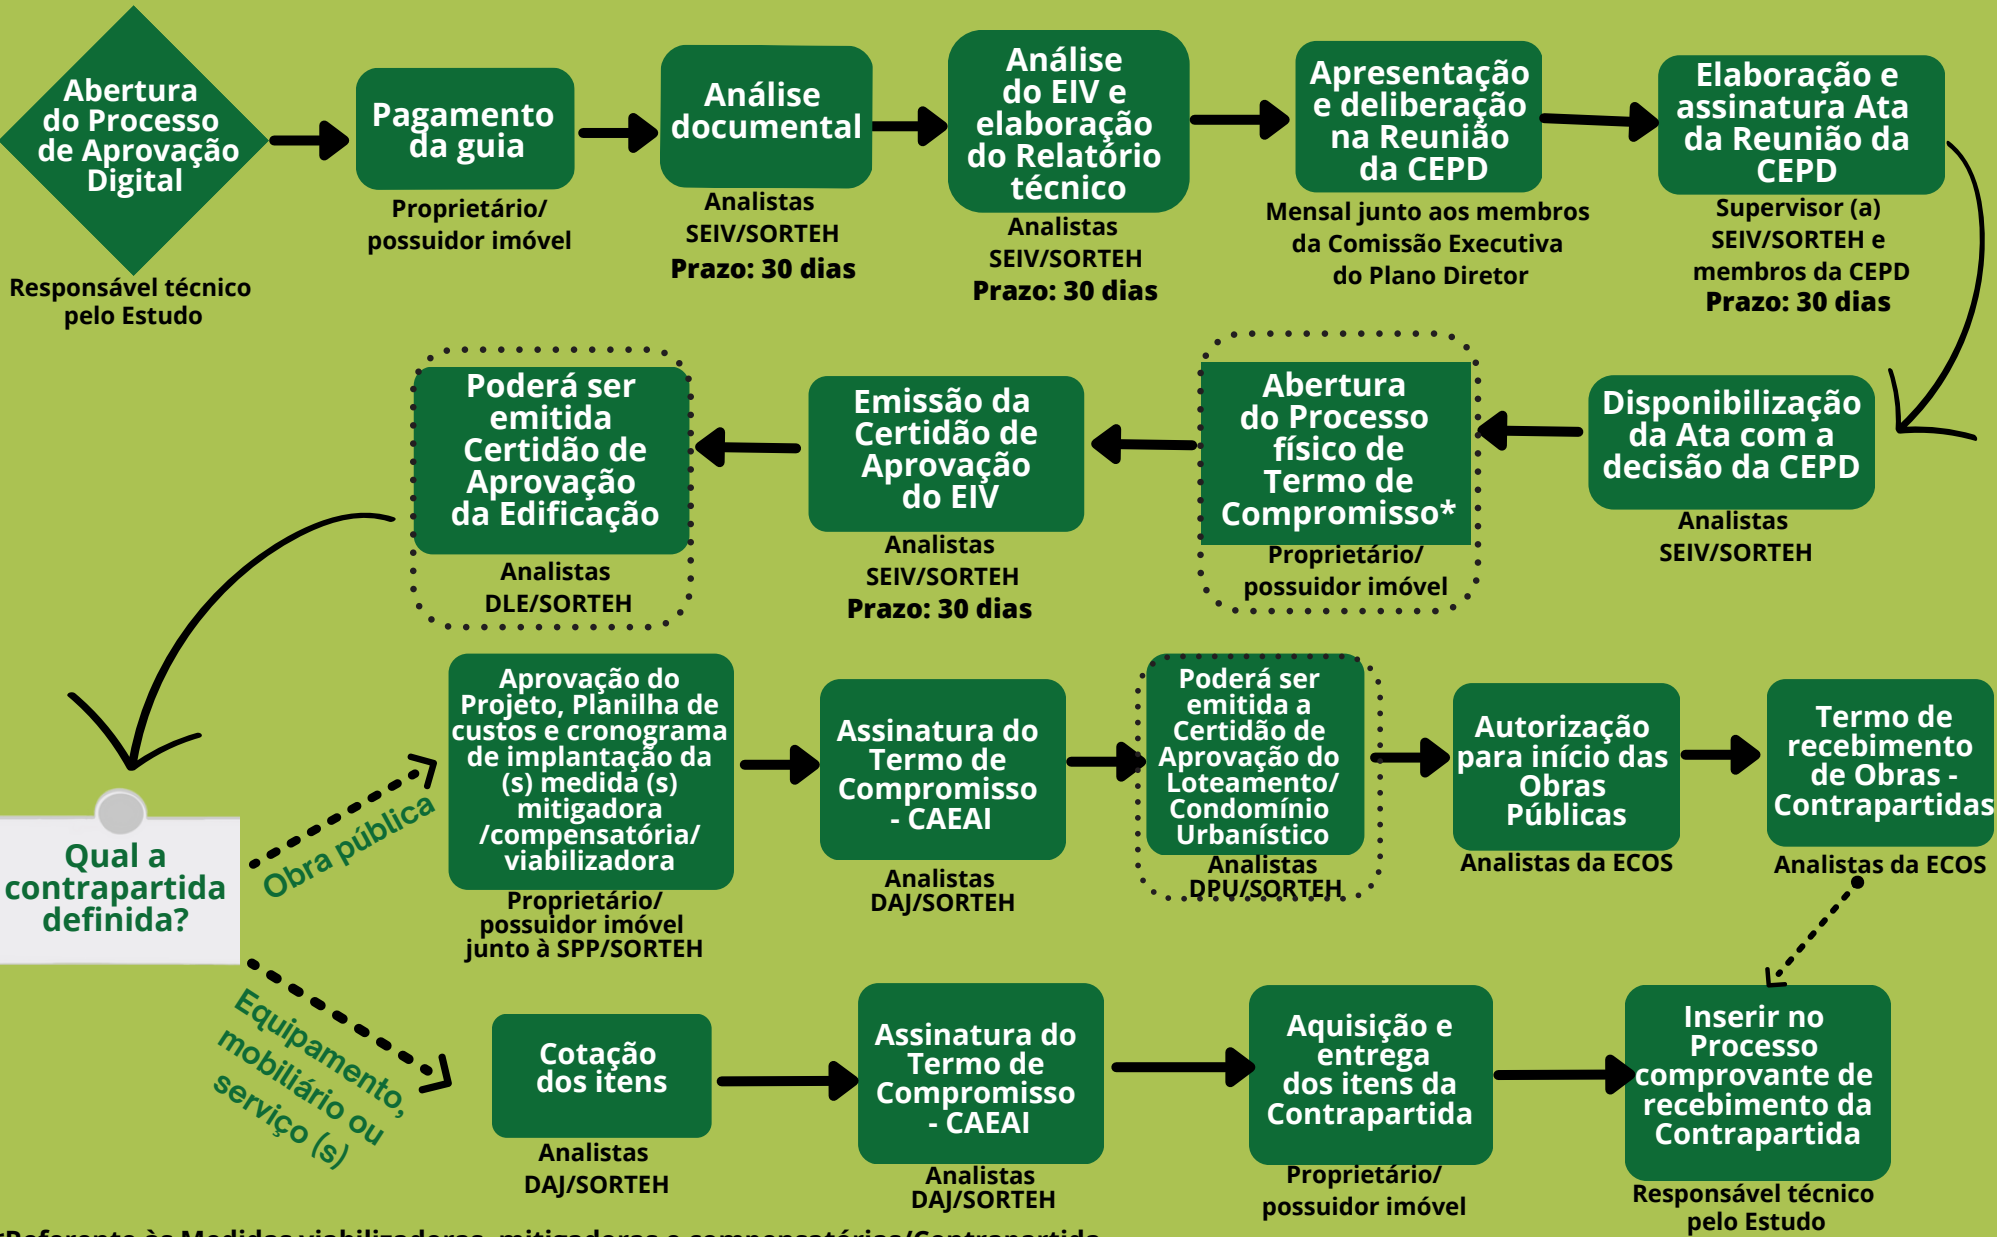 Abertura
do Processo
de Aprovação
Digital
Responsável técnico
pelo Estudo
Pagamento
da guia
Proprietário/
possuidor imóvel
Análise
documental
Analistas
SEIV/SORTEH
Prazo: 30 dias
Análise
do EIV e
elaboração
do Relatório
técnico
Analistas
SEIV/SORTEH
Prazo: 30 dias
Apresentação
e deliberação
na Reunião
da CEPD
Mensal junto aos membros
da Comissão Executiva
do Plano Diretor
Elaboração e
assinatura Ata
da Reunião da
CEPD
Supervisor (a)
SEIV/SORTEH e
membros da CEPD
Prazo: 30 dias
Disponibilização
da Ata com a
decisão da CEPD
Analistas
SEIV/SORTEH
Abertura
do Processo
físico de
Termo de
Compromisso*
Proprietário/
possuidor imóvel
Emissão da
Certidão de
Aprovação
do EIV
Analistas
SEIV/SORTEH
Prazo: 30 dias
Poderá ser
emitida
Certidão de
Aprovação
da Edificação
Analistas
DLE/SORTEH
Qual a
contrapartida
definida?
Obra pública
Aprovação do
Projeto, Planilha de
custos e cronograma
de implantação da
(s) medida (s)
mitigadora
/compensatória/
viabilizadora
Proprietário/
possuidor imóvel
junto à SPP/SORTEH
Assinatura do
Termo de
Compromisso
- CAEAI
Analistas
DAJ/SORTEH
Poderá ser
emitida a
Certidão de
Aprovação do
Loteamento/
Condomínio
Urbanístico
Analistas
DPU/SORTEH
Autorização
para início das
Obras
Públicas
Analistas da ECOS
Termo de
recebimento
de Obras -
Contrapartidas
Analistas da ECOS
Equipamento,
mobiliário ou
serviço (s)
Cotação
dos itens
Analistas
DAJ/SORTEH
Assinatura do
Termo de
Compromisso
- CAEAI
Analistas
DAJ/SORTEH
Aquisição e
entrega
dos itens da
Contrapartida
Proprietário/
possuidor imóvel
Inserir no
Processo
comprovante de
recebimento da
Contrapartida
Responsável técnico
pelo Estudo
*Referente às Medidas viabilizadoras, mitigadoras e compensatórias/Contrapartida